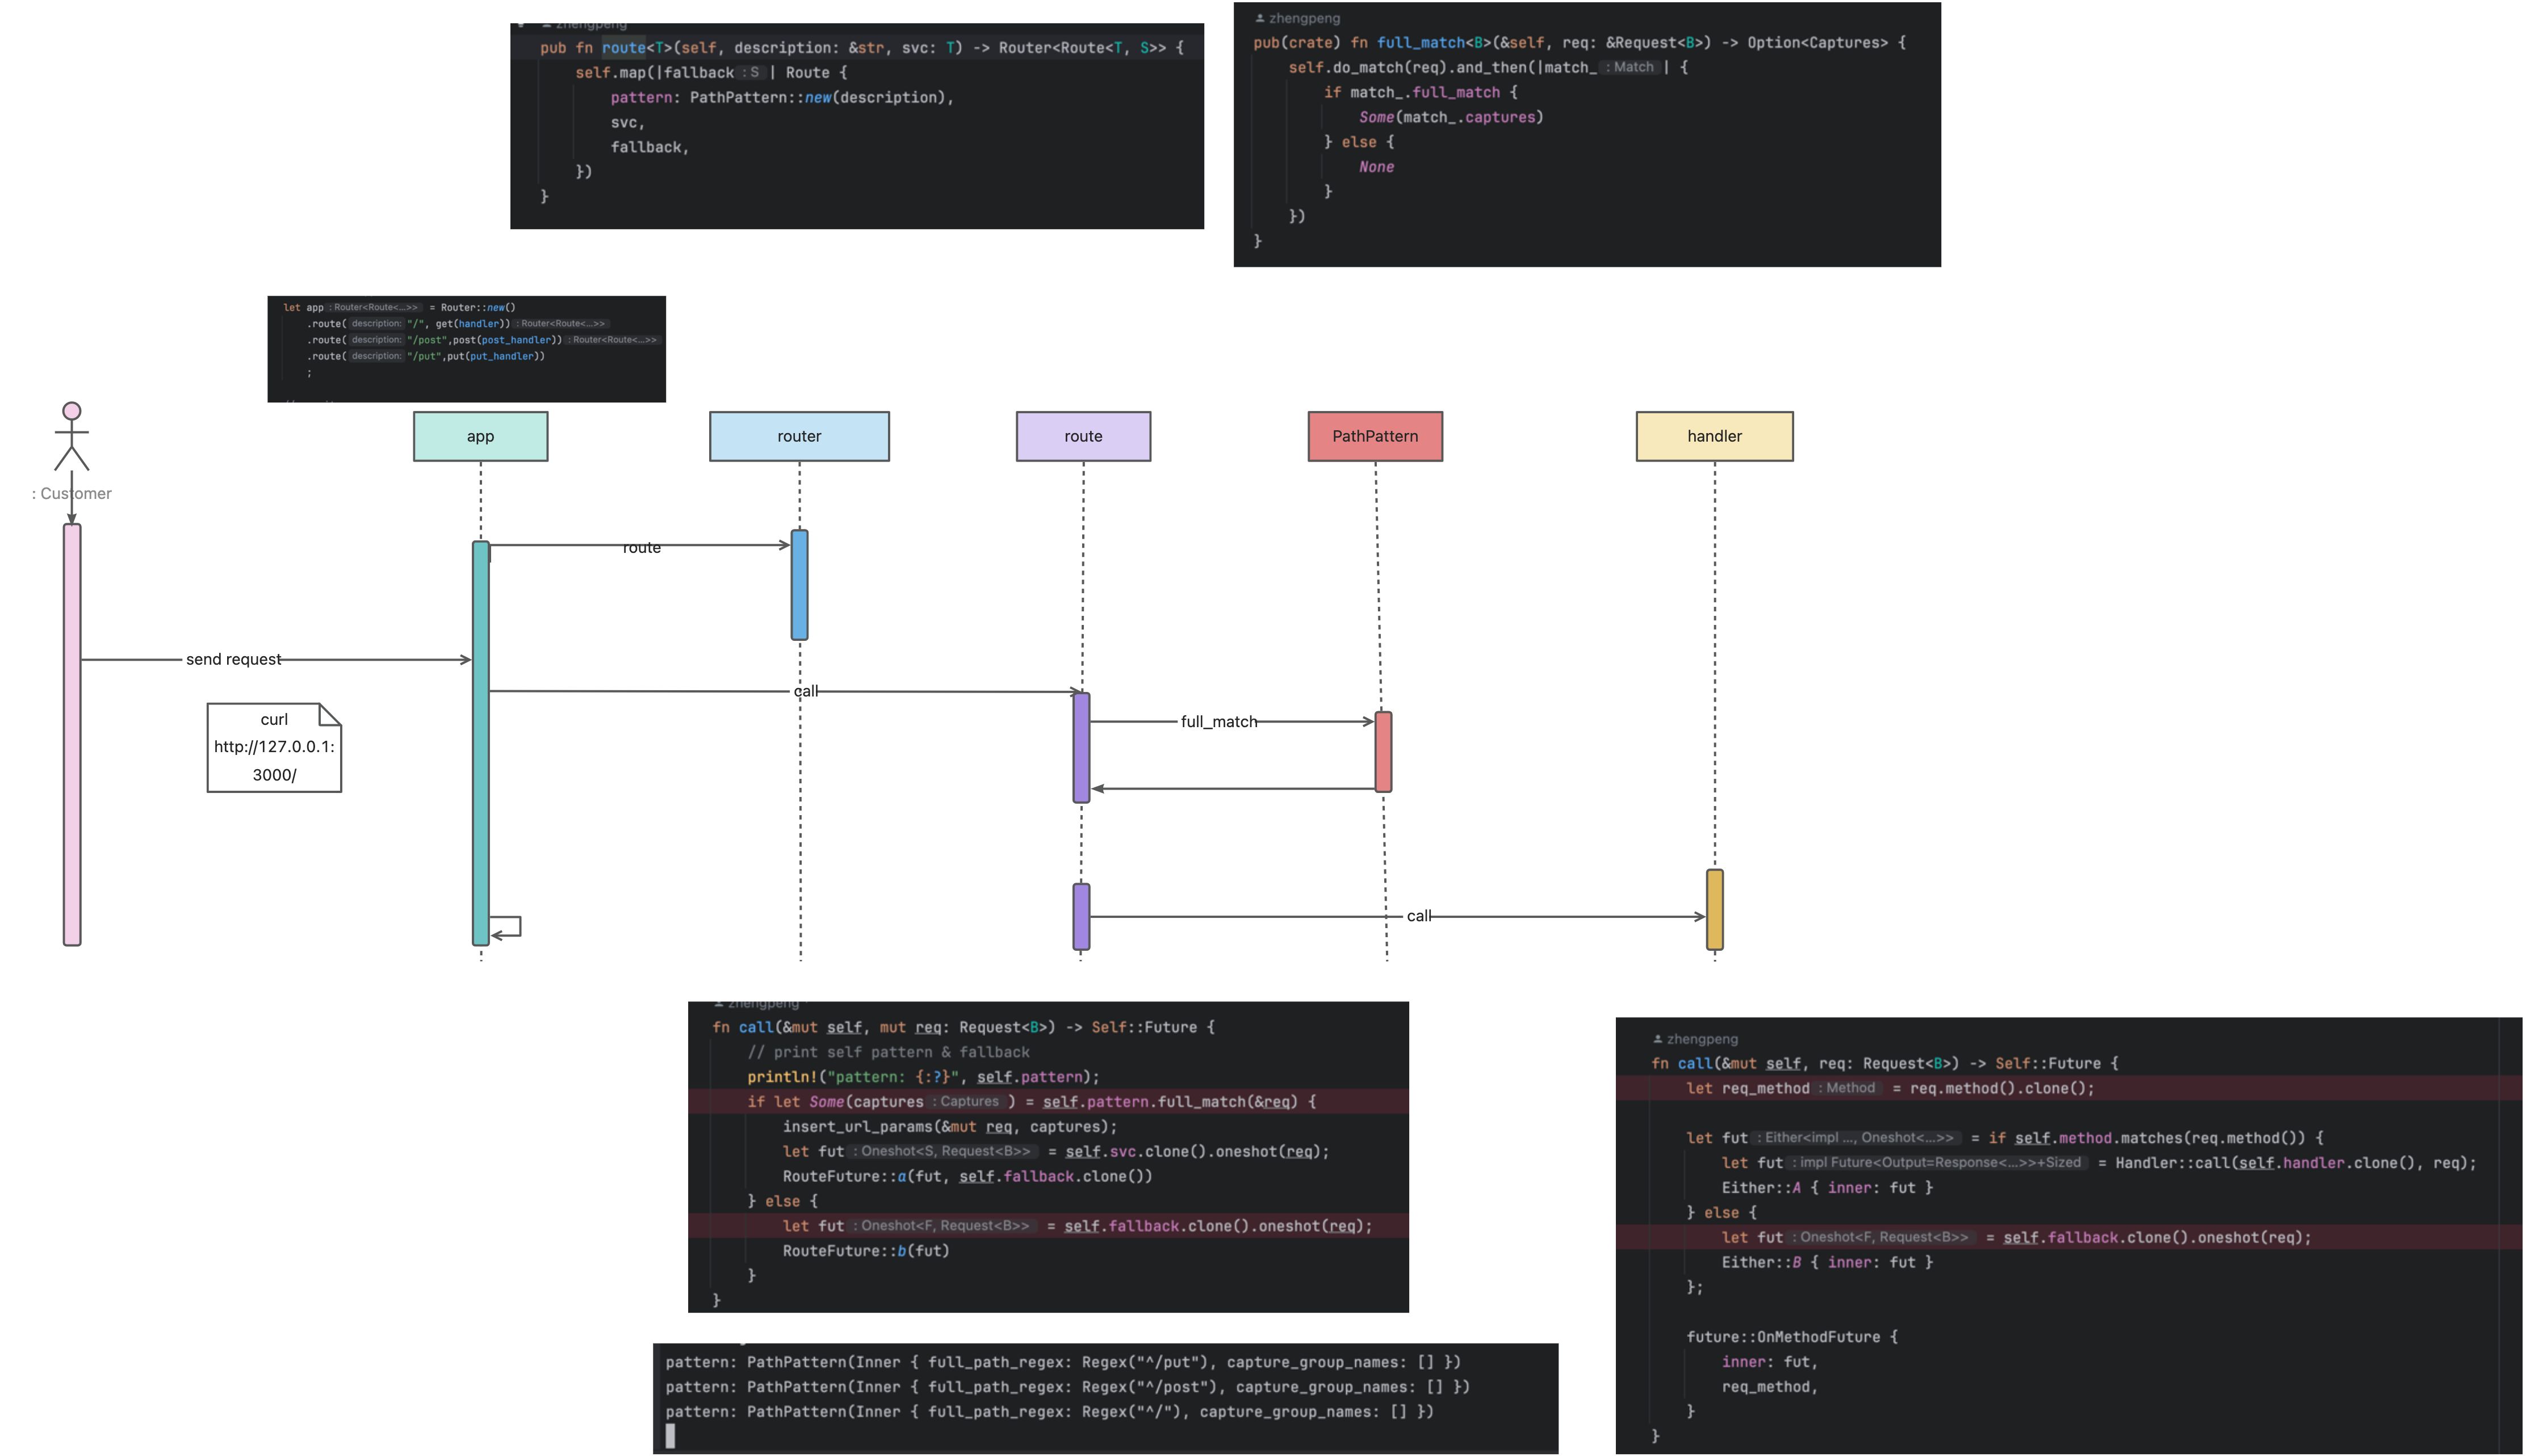 zhengpeng
pub fn route<T>(self, description: &str, svc: T) -> Router<Route<T, S>> {
self.map(|fallback : S | Route {
pattern: PathPattern::new(description),
svc,
fallback,
})
}
zhengpeng
pub(crate) fn full_match<B>(&self, req: &Request<B>) -> Option<Captures> {
self.do_match(req).and_then(|match_ : Match | {
if match_.full_match {
Some(match_.captures)
} else {
None
}
})
}
let app : Router<Route<...>> = Router::new()
.route( description: "/", get(handler)) : Router<Route<...>>
.route( description: "/post",post(post_handler)) : Router<Route<...>>
.route( description: "/put",put(put_handler))
;
: Customer
app
router
route
PathPattern
handler
route
send request
call
full_match
curl
http://127.0.0.1:
3000/
call
zhengpeng
fn call(&mut self, mut req: Request<B>) -> Self::Future {
// print self pattern & fallback
println!("pattern: {:?}", self.pattern);
if let Some(captures : Captures ) = self.pattern.full_match(&req) {
insert_url_params(&mut req, captures);
let fut : Oneshot<S, Request<B>> = self.svc.clone().oneshot(req);
RouteFuture::a(fut, self.fallback.clone())
} else {
let fut : Oneshot<F, Request<B>> = self.fallback.clone().oneshot(req);
RouteFuture::b(fut)
}
}
pattern: PathPattern(Inner { full_path_regex: Regex("^/put"), capture_group_names: [] })
pattern: PathPattern(Inner { full_path_regex: Regex("^/post"), capture_group_names: [] })
pattern: PathPattern(Inner { full_path_regex: Regex("^/"), capture_group_names: [] })
zhengpeng
fn call(&mut self, req: Request<B>) -> Self::Future {
let req_method : Method = req.method().clone();
let fut : Either<impl ..., Oneshot<...>> = if self.method.matches(req.method()) {
let fut : impl Future<Output=Response<...>>+Sized = Handler::call(self.handler.clone(), req);
Either::A { inner: fut }
} else {
let fut : Oneshot<F, Request<B>> = self.fallback.clone().oneshot(req);
Either::B { inner: fut }
};
future::OnMethodFuture {
inner: fut,
req_method,
}
}